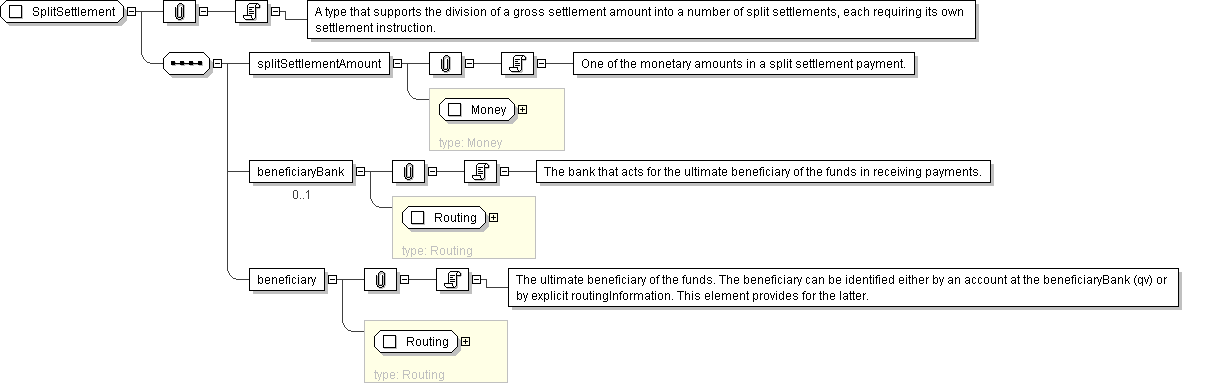 SplitSettlement
A type that supports the division of a gross settlement amount into a number of split settlements, each requiring its own
settlement instruction.
splitSettlementAmount
One of the monetary amounts in a split settlement payment.
Money
type: Money
beneficiaryBank
The bank that acts for the ultimate beneficiary of the funds in receiving payments.
0..1
Routing
type: Routing
beneficiary
The ultimate beneficiary of the funds. The beneficiary can be identified either by an account at the beneficiaryBank (qv) or
by explicit routingInformation. This element provides for the latter.
Routing
type: Routing